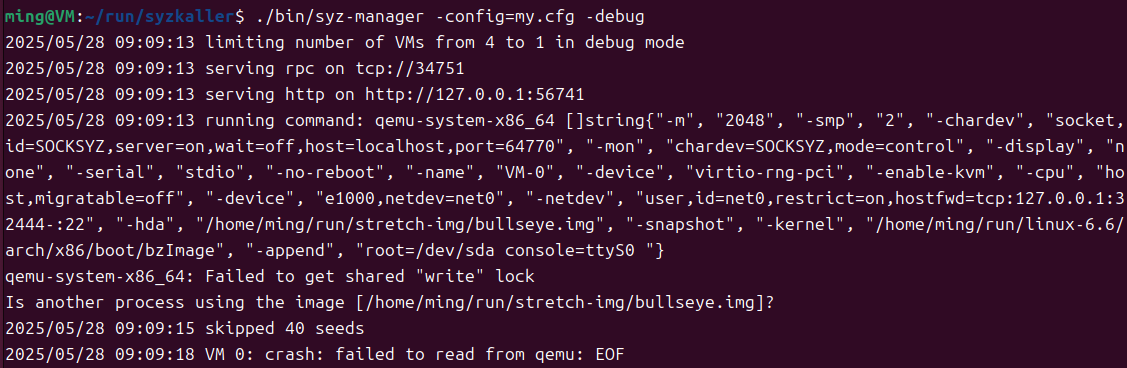 ming@VM:~/run/syzkaller$ ./bin/syz-manager -config=my.cfg -debug
2025/05/28 09:09:13 limiting number of VMs from 4 to 1 in debug mode
2025/05/28 09:09:13 serving rpc on tcp://34751
2025/05/28 09:09:13 serving http on http://127.0.0.1:56741
2025/05/28 09:09:13 running command: qemu-system-x86_64 []string{"-m", "2048", "-smp", "2", "-chardev", "socket,
id=SOCKSYZ,server=on,wait=off,host=localhost,port=64770", "-mon", "chardev=SOCKSYZ,mode=control", "-display", "n
one", "-serial", "stdio", "-no-reboot", "-name", "VM-0", "-device", "virtio-rng-pci", "-enable-kvm", "-cpu", "ho
st,migratable=off", "-device", "e1000,netdev=net0", "-netdev", "user,id=net0,restrict=on,hostfwd=tcp:127.0.0.1:3
2444-:22", "-hda", "/home/ming/run/stretch-img/bullseye.img", "-snapshot", "-kernel", "/home/ming/run/linux-6.6/
arch/x86/boot/bzImage", "-append", "root=/dev/sda console=ttyS0 "}
qemu-system-x86_64: Failed to get shared "write" lock
Is another process using the image [/home/ming/run/stretch-img/bullseye.img]?
2025/05/28 09:09:15 skipped 40 seeds
2025/05/28 09:09:18 VM 0: crash: failed to read from qemu: EOF